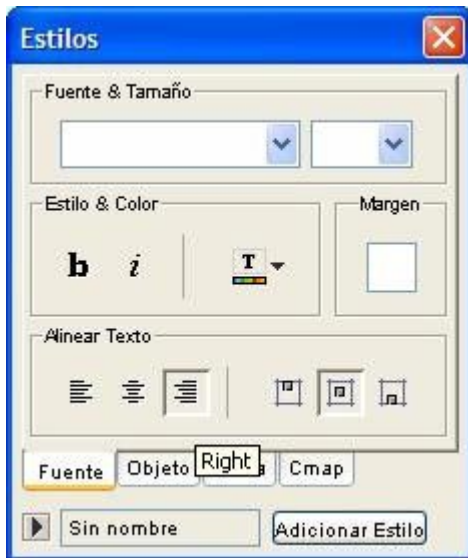 Estilos
Fuente & Tamaño
Estilo & Color
Margen
b i T
Alinear Texto
Right
Fuente Objeto Cmap
Sin nombre Adicionar Estilo